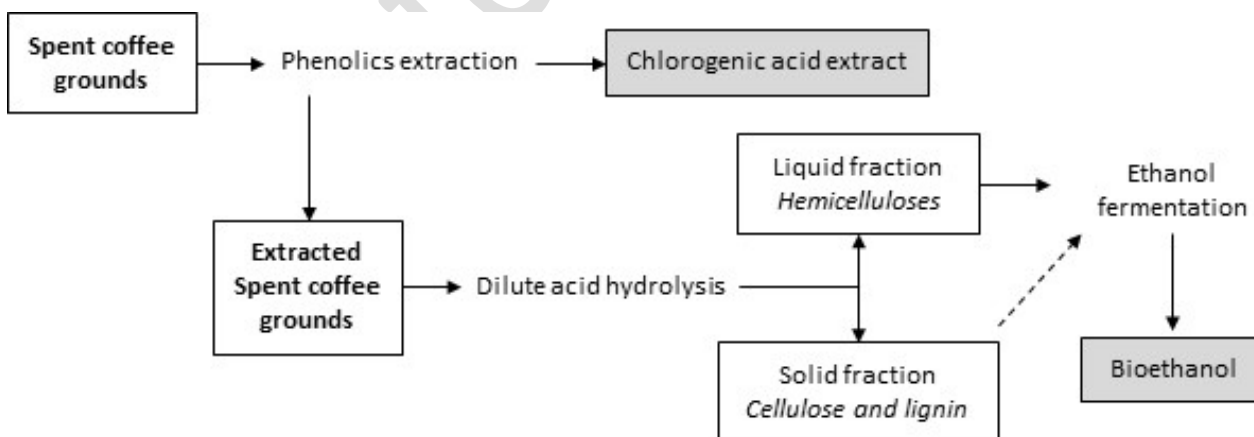 Spent coffee
grounds
Phenolics extraction
Chlorogenic acid extract
Extracted
Spent coffee
grounds
Dilute acid hydrolysis
Liquid fraction
Hemicelluloses
Solid fraction
Cellulose and lignin
Ethanol
fermentation
Bioethanol